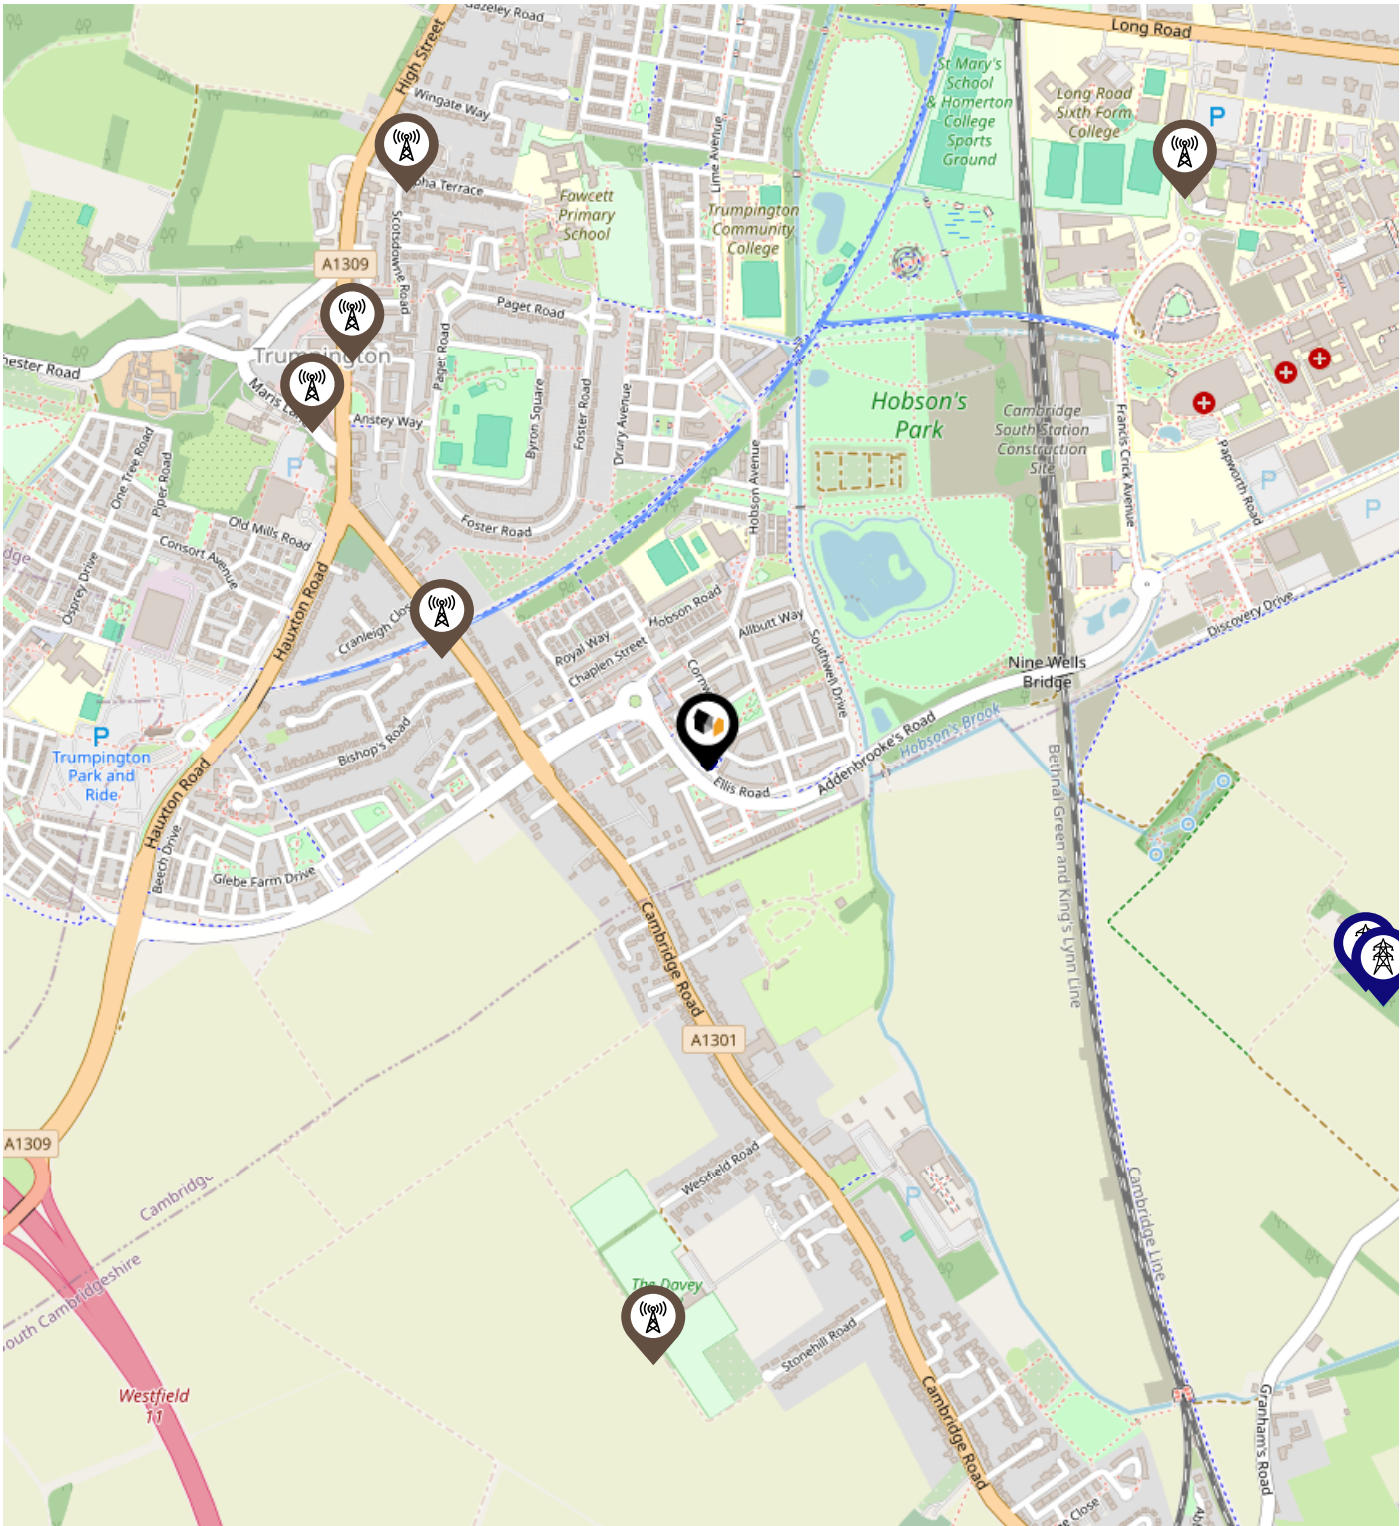 Gazeley Road
High Street
Long Road
St Mary's
School
& Homerton
College
Sports
Ground
Long Road
Sixth Form
College
P
Wingate Way
Lime Avenue
Terrace
Fawcett
Primary
School
Trumpington
Community
College
Scotsdowne Road
A1309
Paget Road
Paget Road
Trumpington
Road
Maris
Anstey Way
Byron Square
Foster Road
Drury Avenue
Hobson's
Park
Cambridge
South Station
Construction
Site
Francis Crick Avenue
Papworth Road
P
P
P
One Tree Road
Piper Road
Old Mills Road
Consort Avenue
Osprey Drive
Foster Road
Hobson Avenue
Hauxton Road
Cranleigh Close
Hobson Road
Royal Way
Chaplen Street
Allbutt Way
Southwell Drive
Discovery Drive
Nine Wells
Bridge
Bishop's Road
P
Trumpington
Park and
Ride
Hauxton Road
Ellis Road
Addenbrooke's Road
Hobson's Brook
Bethnal Green and King's Lynn Line
Beech Drive
Glebe Farm Drive
Cambridge Road
A1301
A1309
Cambridge
South Cambridgeshire
Westfield Road
P
Cambridge Line
The Davey
Stonehill Road
Westfield
11
Cambridge Road
Granham's Road
Close